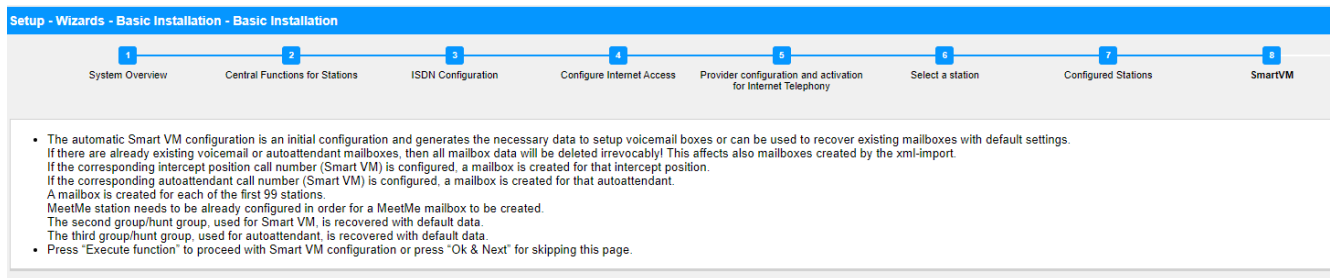 Setup - Wizards - Basic Installation - Basic Installation
1 2 3 4 5 6 7 8
System Overview Central Functions for Stations ISDN Configuration Configure Internet Access Provider configuration and activation Select a station Configured Stations SmartVM
for Internet Telephony
• The automatic Smart VM configuration is an initial configuration and generates the necessary data to setup voicemail boxes or can be used to recover existing mailboxes with default settings.
If there are already existing voicemail or autoattendant mailboxes, then all mailbox data will be deleted irrevocably! This affects also mailboxes created by the xml-import.
If the corresponding intercept position call number (Smart VM) is configured, a mailbox is created for that intercept position.
If the corresponding autoattendant call number (Smart VM) is configured, a mailbox is created for that autoattendant.
A mailbox is created for each of the first 99 stations.
MeetMe station needs to be already configured in order for a MeetMe mailbox to be created.
The second group/hunt group, used for Smart VM, is recovered with default data.
The third group/hunt group, used for autoattendant, is recovered with default data.
• Press "Execute function" to proceed with Smart VM configuration or press "Ok & Next" for skipping this page.